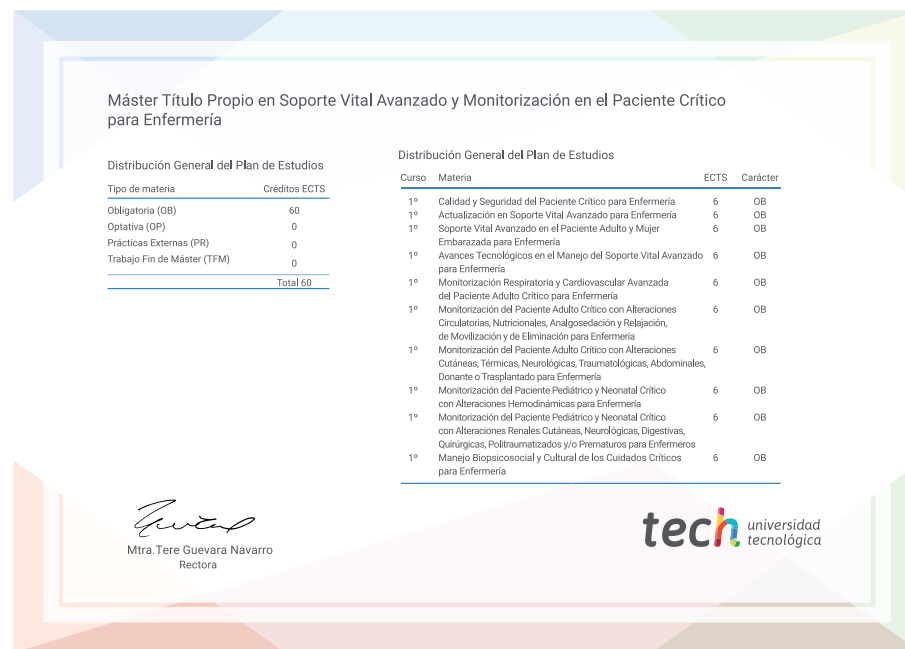 Máster Título Propio en Soporte Vital Avanzado y Monitorización en el Paciente Crítico
para Enfermería
Distribución General del Plan de Estudios
Tipo de materia Créditos ECTS
Obligatoria (OB) 60
Optativa (OP) 0
Prácticas Externas (PR) 0
Trabajo Fin de Máster (TFM) 0
Total 60
Distribución General del Plan de Estudios
Curso Materia ECTS Carácter
1º Calidad y Seguridad del Paciente Crítico para Enfermería 6 OB
1º Actualización en Soporte Vital Avanzado para Enfermería 6 OB
1º Soporte Vital Avanzado en el Paciente Adulto y Mujer 6 OB
Embarazada para Enfermería
1º Avances Tecnológicos en el Manejo del Soporte Vital Avanzado 6 OB
para Enfermería
1º Monitorización Respiratoria y Cardiovascular Avanzada 6 OB
del Paciente Adulto Crítico para Enfermería
1º Monitorización del Paciente Adulto Crítico con Alteraciones 6 OB
Circulatorias, Nutricionales, Analgosedación y Relajación,
de Movilización y de Eliminación para Enfermería
1º Monitorización del Paciente Adulto Crítico con Alteraciones 6 OB
Cutáneas, Térmicas, Neurológicas, Traumatológicas, Abdominales,
Donante o Trasplantado para Enfermería
1º Monitorización del Paciente Pediátrico y Neonatal Crítico 6 OB
con Alteraciones Hemodinámicas para Enfermería
1º Monitorización del Paciente Pediátrico y Neonatal Crítico 6 OB
con Alteraciones Renales Cutáneas, Neurológicas, Digestivas,
Quirúrgicas, Politraumatizados y/o Prematuros para Enfermeros
1º Manejo Biopsicosocial y Cultural de los Cuidados Críticos 6 OB
para Enfermería
Mtra.Tere Guevara Navarro
Rectora
tech universidad
tecnológica